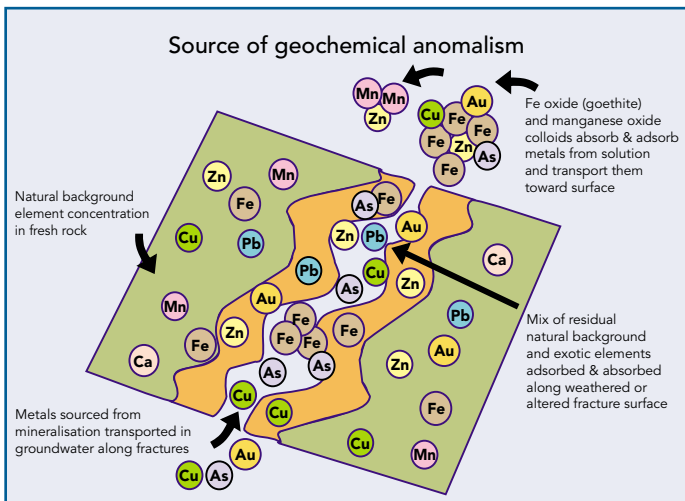 Source of geochemical anomalism
Mn
Mn
Zn
Au
Cu
Fe
Fe
Fe
Zn
As
Fe
Fe oxide (goethite)
and manganese oxide
colloids absorb & adsorb
metals from solution
and transport them
toward surface
Natural background
element concentration
in fresh rock
Zn
Mn
Fe
Cu
Pb
Mn
Fe
Ca
As
Fe
Zn
Pb
Au
Pb
Cu
As
Zn
Au
Zn
Fe
Fe
Fe
Fe
Fe
As
As
Cu
Cu
Ca
Pb
Au
Zn
Fe
Cu
Mn
Mix of residual
natural background
and exotic elements
adsorbed & absorbed
along weathered or
altered fracture surface
Metals sourced from
mineralisation transported in
groundwater along fractures
Au
Cu
As